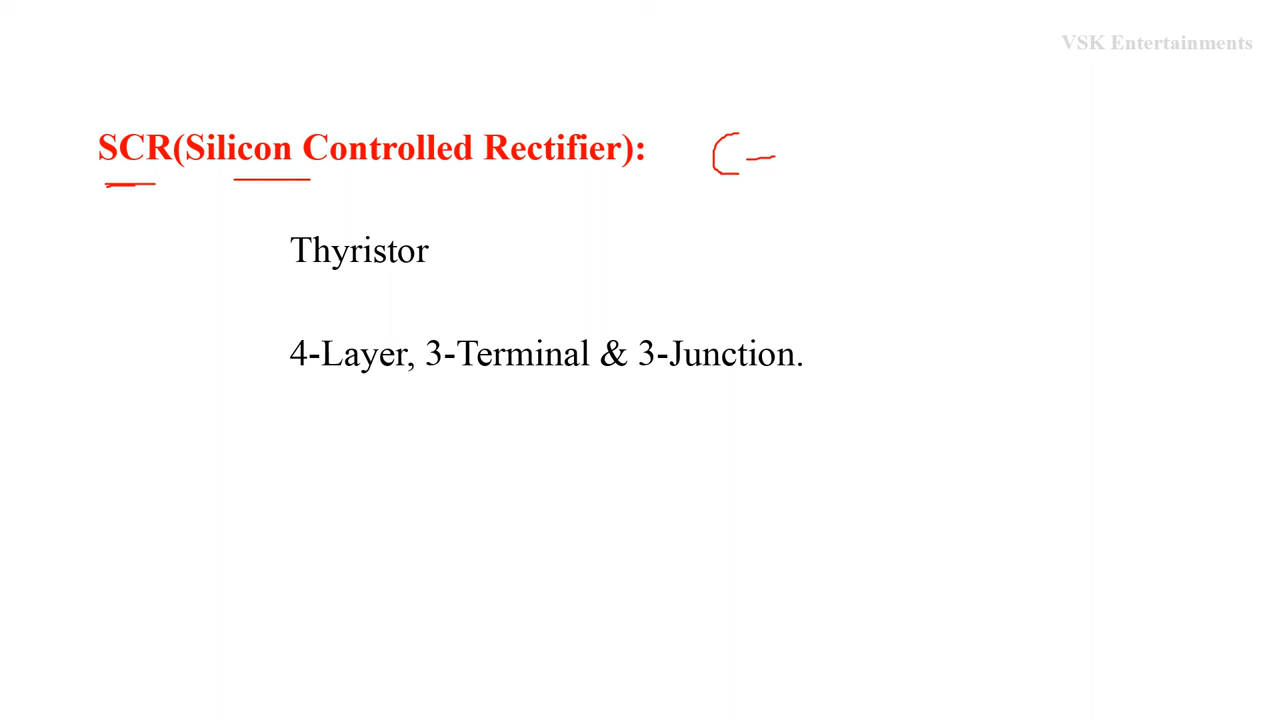 VSK Entertainments
SCR(Silicon Controlled Rectifier):
Thyristor
4-Layer, 3-Terminal & 3-Junction.